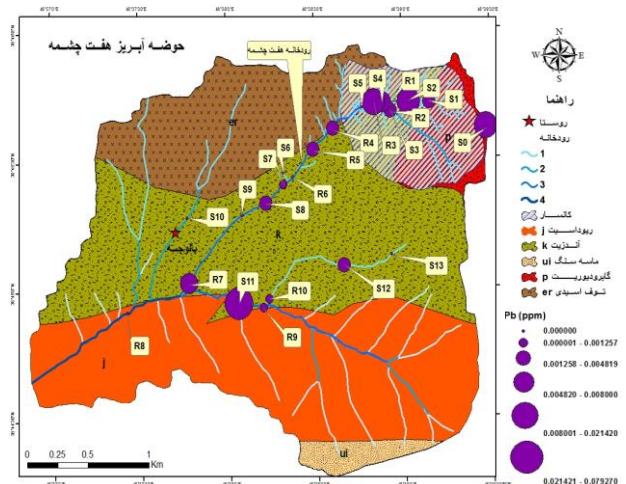 حوضه آبریز هفت چشمه
رودخانه هفت چشمه
N
W E
S
S5
S4
R1
S2
S1
R2
S0
R4
R3
S3
p
er
R5
S7
S6
R6
S9
S8
S10
k
بالوجه
R7
S11
R10
S13
S12
R9
R8
j
ui
0 0.25 0.5 1
Km
راهنما
روستا
رودخانه
1
2
3
4
کانسار
j ریوداسیت
k آندزیت
ui ماسه سنگ
p گابرودیوریت
er توف اسیدی
Pb (ppm)
0.000000
0.000001 - 0.001257
0.001258 - 0.004819
0.004820 - 0.008000
0.008001 - 0.021420
0.021421 - 0.079270